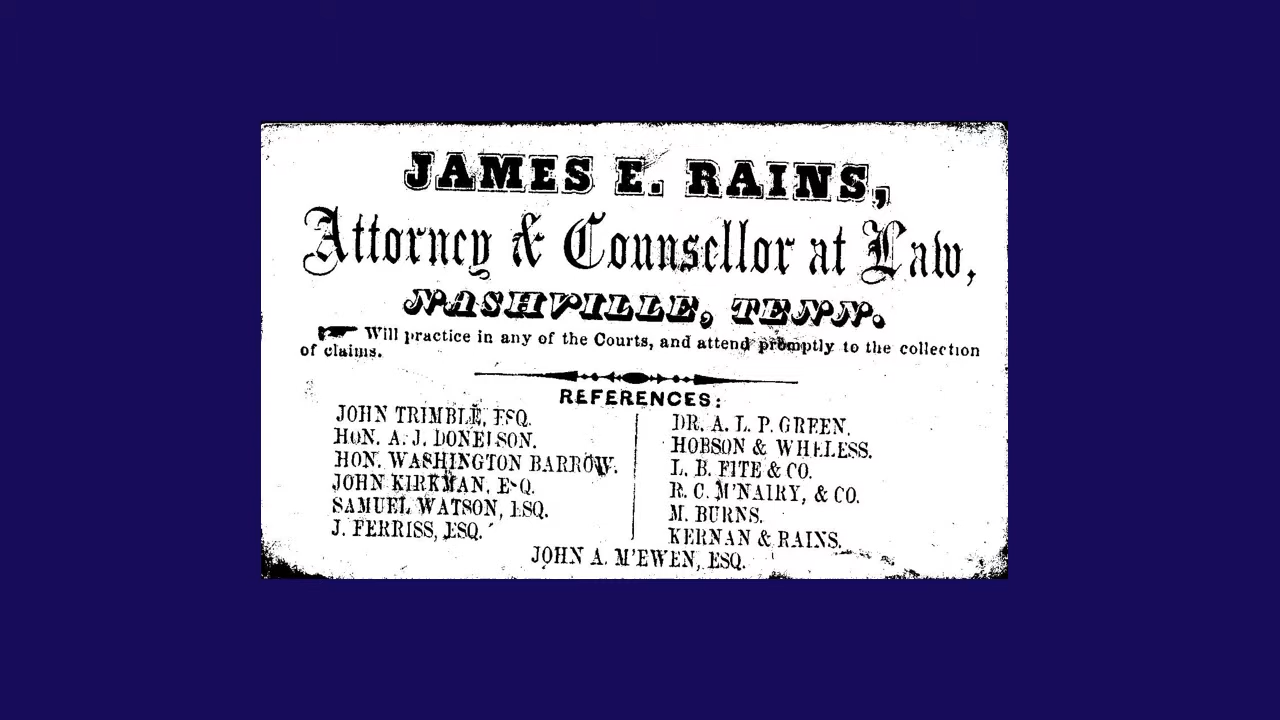 JAMES E. RAINS,
Attorney & Counsellor at Law,
NASHVILLE, TENN.
Will practice in any of the Courts, and attend promptly to the collection
of claims.
REFERENCES:
JOHN TRIMBLE, ESQ.
HON. A. J. DONELSON.
HON. WASHINGTON BARROW.
JOHN KIRKMAN, ESQ.
SAMUEL WATSON, ESQ.
J. FERRISS, ESQ.
DR. A. L. P. GREEN.
HOBSON & WHELESS.
L. B. FITE & CO.
R. C. M'NAIRY, & CO.
M. BURNS.
KERNAN & RAINS.
JOHN A. M'EWEN, ESQ.